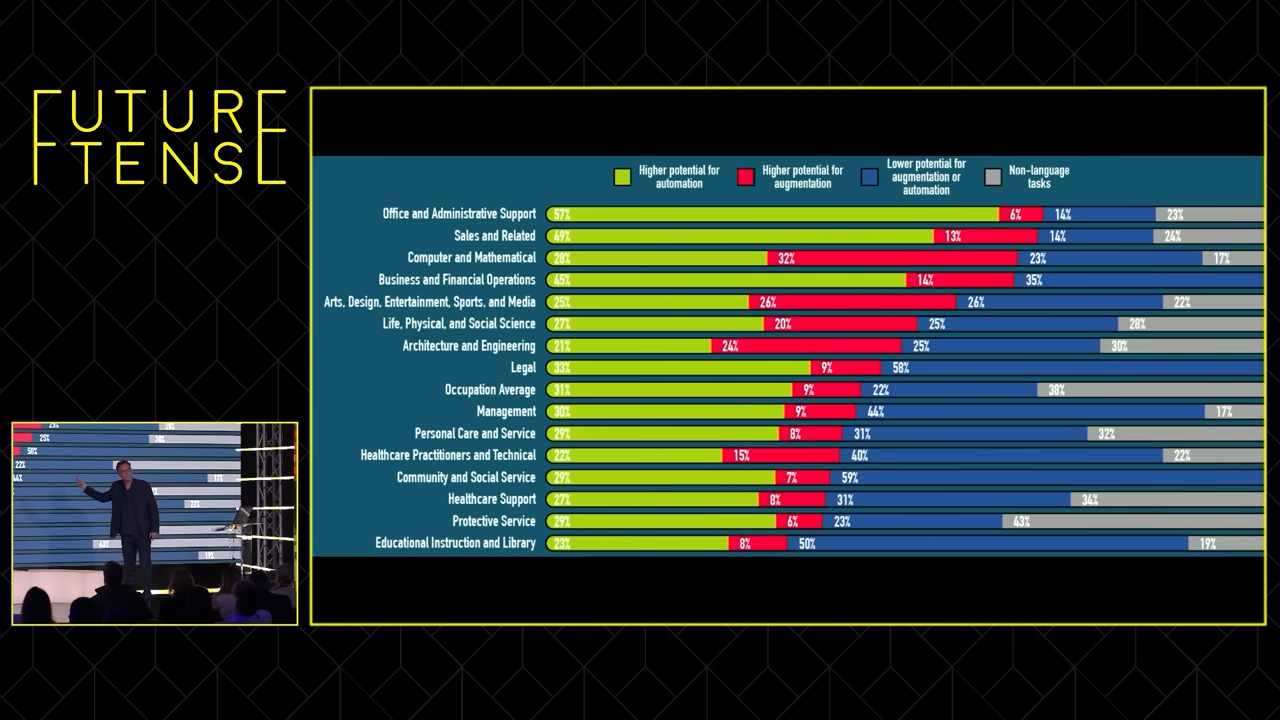 FUTURE
TENSE
Higher potential for
automation
Higher potential for
augmentation
Lower potential for
augmentation or
automation
Non-language
tasks
Office and Administrative Support 57% 6% 14% 23%
Sales and Related 49% 13% 14% 24%
Computer and Mathematical 28% 32% 23% 17%
Business and Financial Operations 45% 14% 35%
Arts, Design, Entertainment, Sports, and Media 25% 26% 26% 22%
Life, Physical, and Social Science 27% 20% 25% 28%
Architecture and Engineering 21% 24% 25% 30%
Legal 33% 9% 58%
Occupation Average 31% 9% 22% 38%
Management 30% 9% 44% 17%
Personal Care and Service 29% 8% 31% 32%
Healthcare Practitioners and Technical 22% 15% 40% 22%
Community and Social Service 29% 7% 59%
Healthcare Support 27% 8% 31% 34%
Protective Service 29% 6% 23% 43%
Educational Instruction and Library 23% 8% 50% 19%
25%
22%
17%
22%
43%